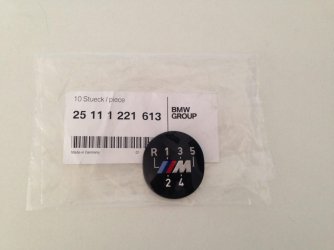 10 Stueck / piece
25 11 1 221 613
BMW
GROUP
Made in Germany
R 1 3 5
M
2 4